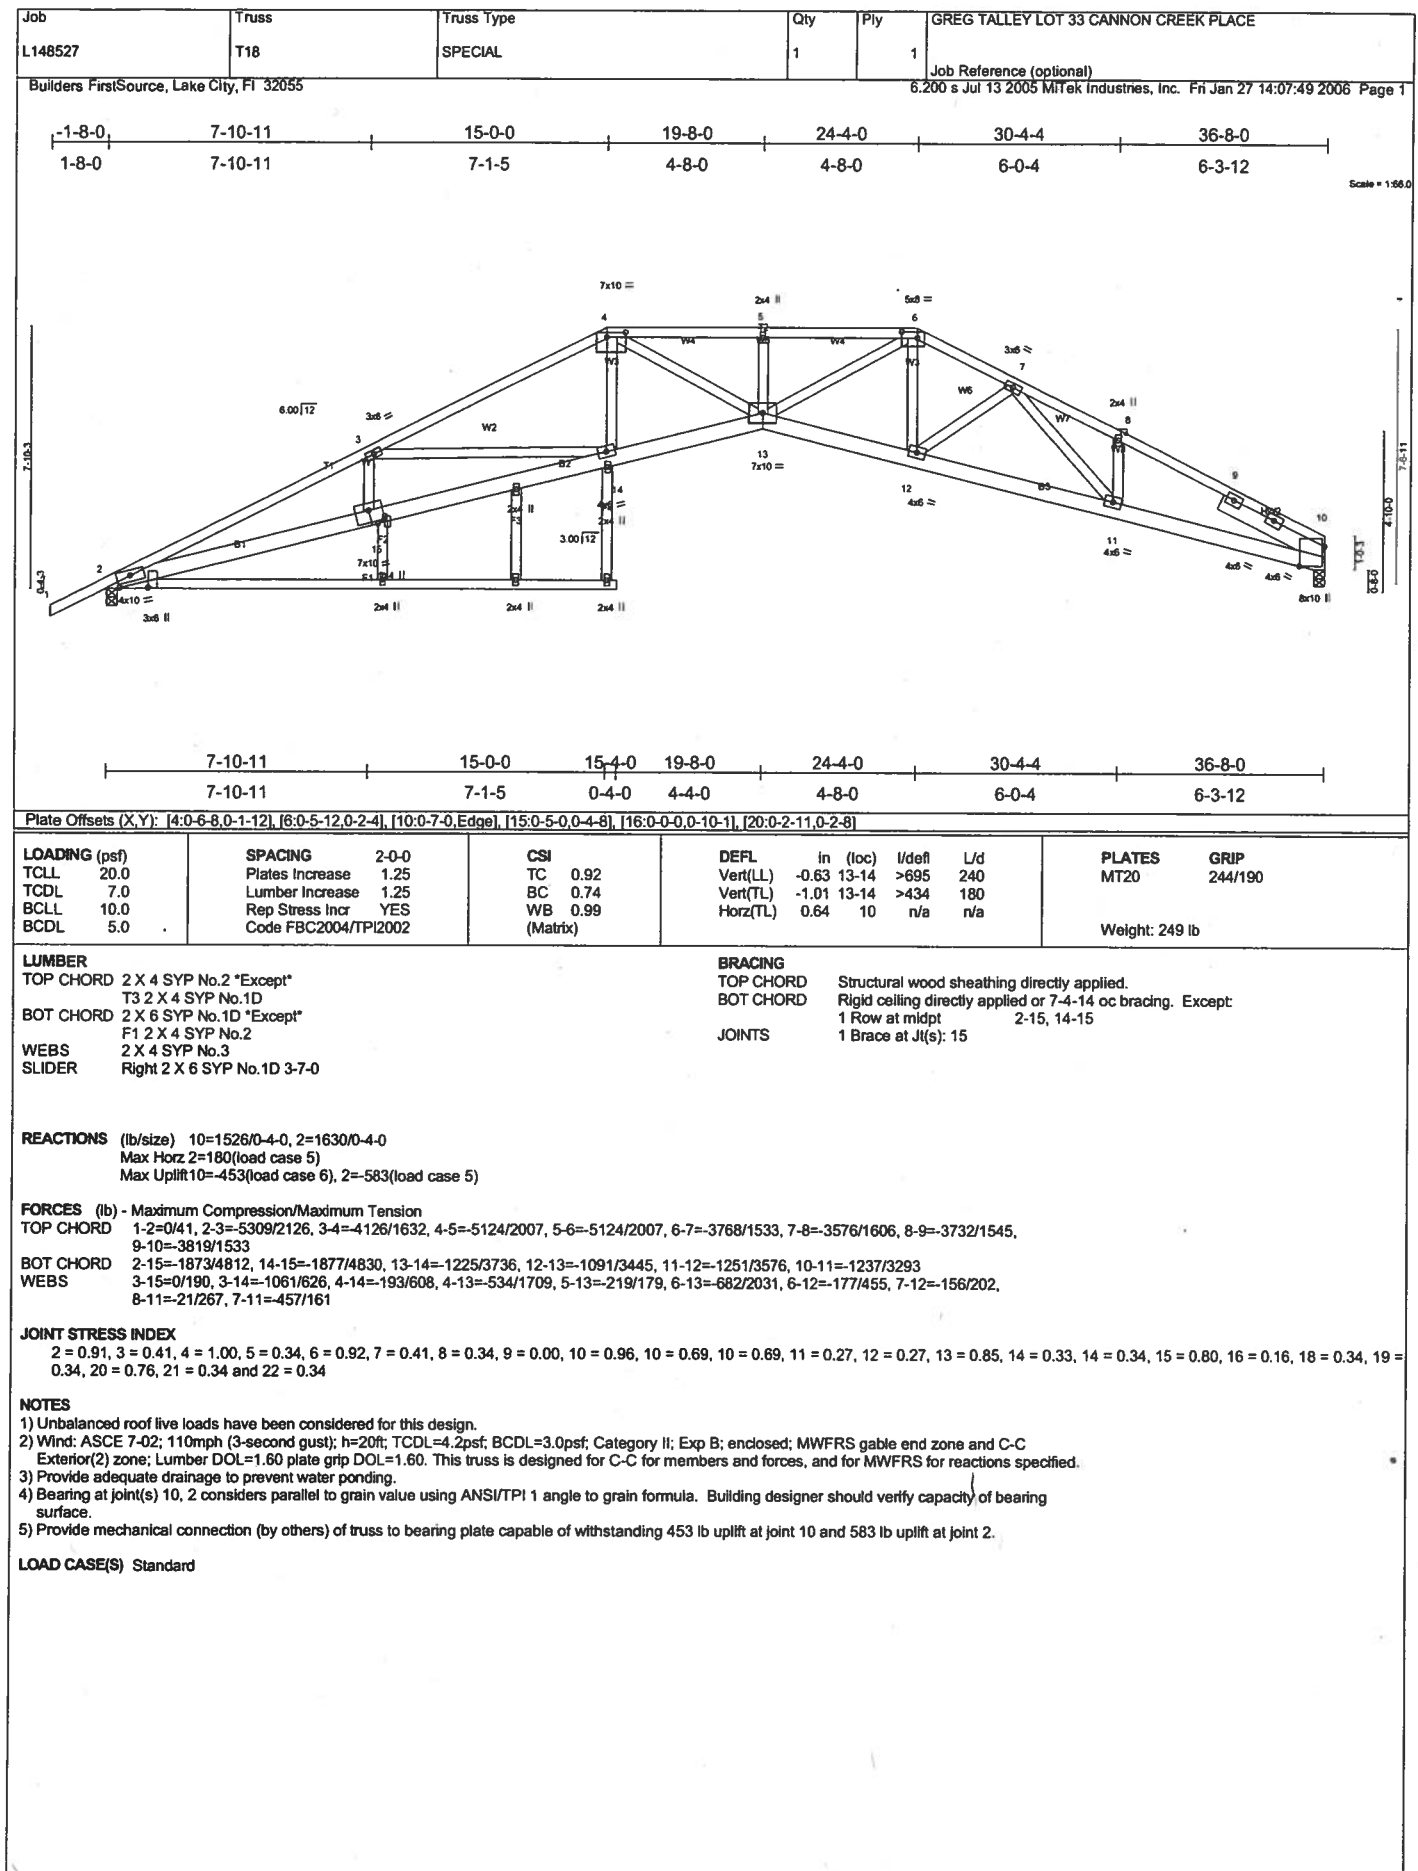 Job Truss Truss Type Qty Ply GREG TALLEY LOT 33 CANNON CREEK PLACE
L148527 T18 SPECIAL 1 1
Job Reference (optional)
Builders FirstSource, Lake City, Fl 32055 6.200 s Jul 13 2005 MiTek Industries, Inc. Fri Jan 27 14:07:49 2006 Page 1
-1-8-0 7-10-11 15-0-0 19-8-0 24-4-0 30-4-4 36-8-0
1-8-0 7-10-11 7-1-5 4-8-0 4-8-0 6-0-4 6-3-12
Scale = 1:66.0
7x10 = 2x4 || 5x8 =
4 5 6
3x6
7
W4 W5 W4
W3 W3
W6 W7
2x4 ||
8
6.00 12
3x6
3
W2
T1
B2
13
7x10 =
12
4x6 =
B3
9
10
11
4x6 =
4x6 4x6
8x10 ||
14
2x4 || 2x4 ||
F3
3.00 12
B1
F2
15
7x10
F1
2
4x10 =
3x6 ||
2x4 || 2x4 || 2x4 ||
7-10-3
0-4-3
1
4-10-0
1-0-3
0-8-0
7-10-11 15-0-0 15-4-0 19-8-0 24-4-0 30-4-4 36-8-0
7-10-11 7-1-5 0-4-0 4-4-0 4-8-0 6-0-4 6-3-12
Plate Offsets (X,Y): [4:0-6-8,0-1-12], [6:0-5-12,0-2-4], [10:0-7-0,Edge], [15:0-5-0,0-4-8], [16:0-0-0,0-10-1], [20:0-2-11,0-2-8]
LOADING (psf) SPACING 2-0-0 CSI DEFL in (loc) l/defl L/d PLATES GRIP
TCLL 20.0 Plates Increase 1.25 TC 0.92 Vert(LL) -0.63 13-14 >695 240 MT20 244/190
TCDL 7.0 Lumber Increase 1.25 BC 0.74 Vert(TL) -1.01 13-14 >434 180
BCLL 10.0 Rep Stress Incr YES WB 0.99 Horz(TL) 0.64 10 n/a n/a
BCDL 5.0 Code FBC2004/TPI2002 (Matrix) Weight: 249 lb
LUMBER
TOP CHORD 2 X 4 SYP No.2 *Except*
T3 2 X 4 SYP No.1D
BOT CHORD 2 X 6 SYP No.1D *Except*
F1 2 X 4 SYP No.2
WEBS 2 X 4 SYP No.3
SLIDER Right 2 X 6 SYP No.1D 3-7-0
BRACING
TOP CHORD Structural wood sheathing directly applied.
BOT CHORD Rigid ceiling directly applied or 7-4-14 oc bracing. Except:
1 Row at midpt 2-15, 14-15
JOINTS 1 Brace at Jt(s): 15
REACTIONS (lb/size) 10=1526/0-4-0, 2=1630/0-4-0
Max Horz 2=180(load case 5)
Max Uplift10=-453(load case 6), 2=-583(load case 5)
FORCES (lb) - Maximum Compression/Maximum Tension
TOP CHORD 1-2=0/41, 2-3=-5309/2126, 3-4=-4126/1632, 4-5=-5124/2007, 5-6=-5124/2007, 6-7=-3768/1533, 7-8=-3576/1606, 8-9=-3732/1545,
9-10=-3819/1533
BOT CHORD 2-15=-1873/4812, 14-15=-1877/4830, 13-14=-1225/3736, 12-13=-1091/3445, 11-12=-1251/3576, 10-11=-1237/3293
WEBS 3-15=0/190, 3-14=-1061/626, 4-14=-193/608, 4-13=-534/1709, 5-13=-219/179, 6-13=-682/2031, 6-12=-177/455, 7-12=-156/202,
8-11=-21/267, 7-11=-457/161
JOINT STRESS INDEX
2 = 0.91, 3 = 0.41, 4 = 1.00, 5 = 0.34, 6 = 0.92, 7 = 0.41, 8 = 0.34, 9 = 0.00, 10 = 0.96, 10 = 0.69, 10 = 0.69, 11 = 0.27, 12 = 0.27, 13 = 0.85, 14 = 0.33, 14 = 0.34, 15 = 0.80, 16 = 0.16, 18 = 0.34, 19 =
0.34, 20 = 0.76, 21 = 0.34 and 22 = 0.34
NOTES
1) Unbalanced roof live loads have been considered for this design.
2) Wind: ASCE 7-02; 110mph (3-second gust); h=20ft; TCDL=4.2psf; BCDL=3.0psf; Category II; Exp B; enclosed; MWFRS gable end zone and C-C
Exterior(2) zone; Lumber DOL=1.60 plate grip DOL=1.60. This truss is designed for C-C for members and forces, and for MWFRS for reactions specified.
3) Provide adequate drainage to prevent water ponding.
4) Bearing at joint(s) 10, 2 considers parallel to grain value using ANSI/TPI 1 angle to grain formula. Building designer should verify capacity of bearing
surface.
5) Provide mechanical connection (by others) of truss to bearing plate capable of withstanding 453 lb uplift at joint 10 and 583 lb uplift at joint 2.
LOAD CASE(S) Standard